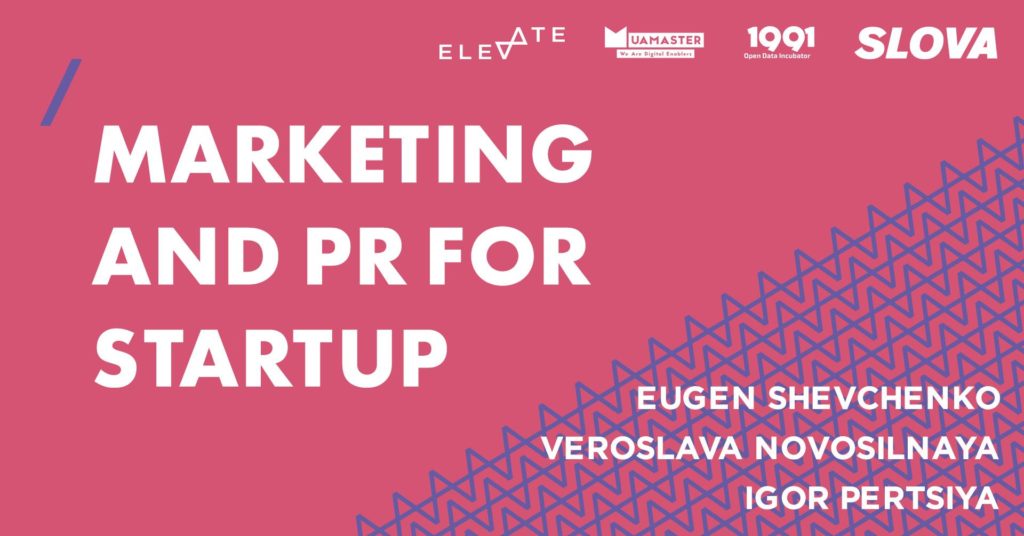 ELEVATE
UAMASTER
We Are Digital Enablers
1991
Open Data Incubator
SLOVA
MARKETING
AND PR FOR
STARTUP
EUGEN SHEVCHENKO
VEROSLAVA NOVOSILNAYA
IGOR PERTSIYA